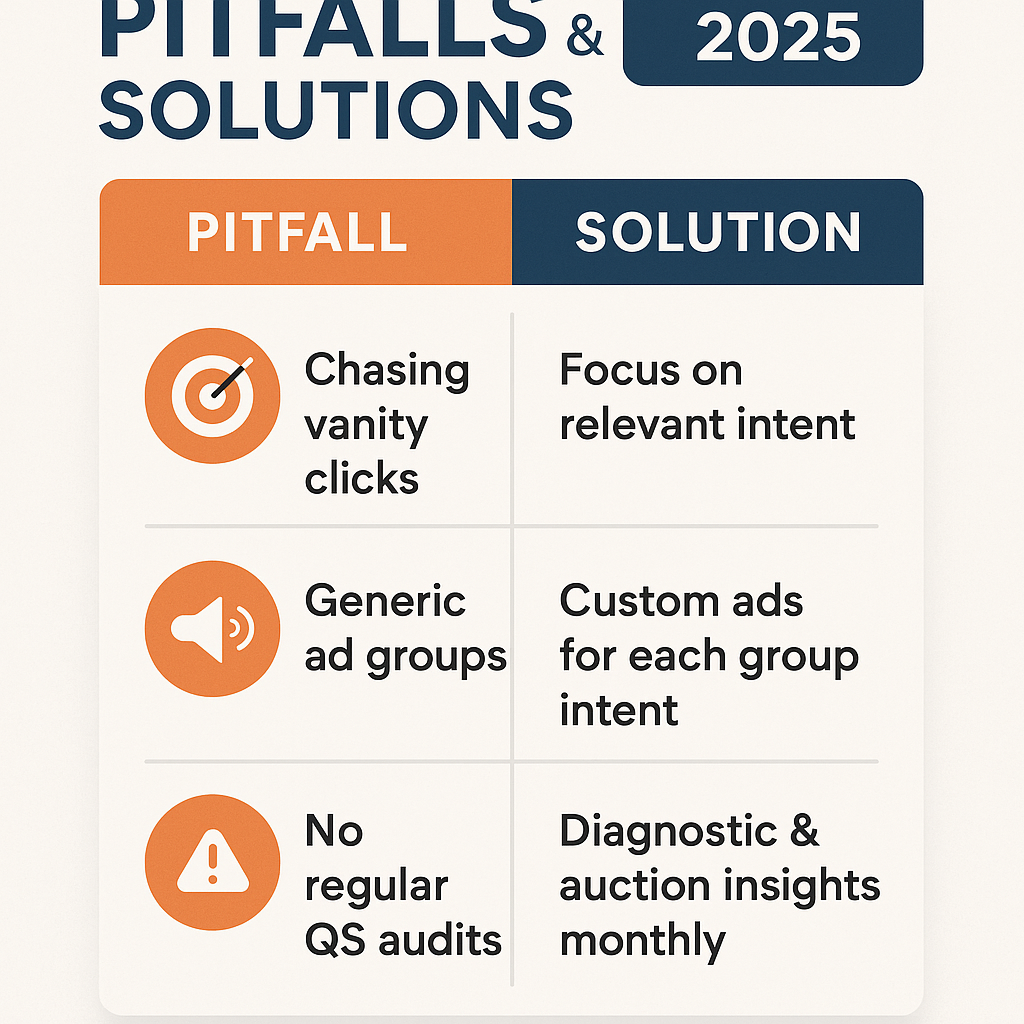 PITFALLS &
2025
SOLUTIONS
PITFALL
SOLUTION
Chasing
vanity
clicks
Focus on
relevant intent
Generic
ad groups
Custom ads
for each group
intent
No
regular
QS audits
Diagnostic &
auction insights
monthly